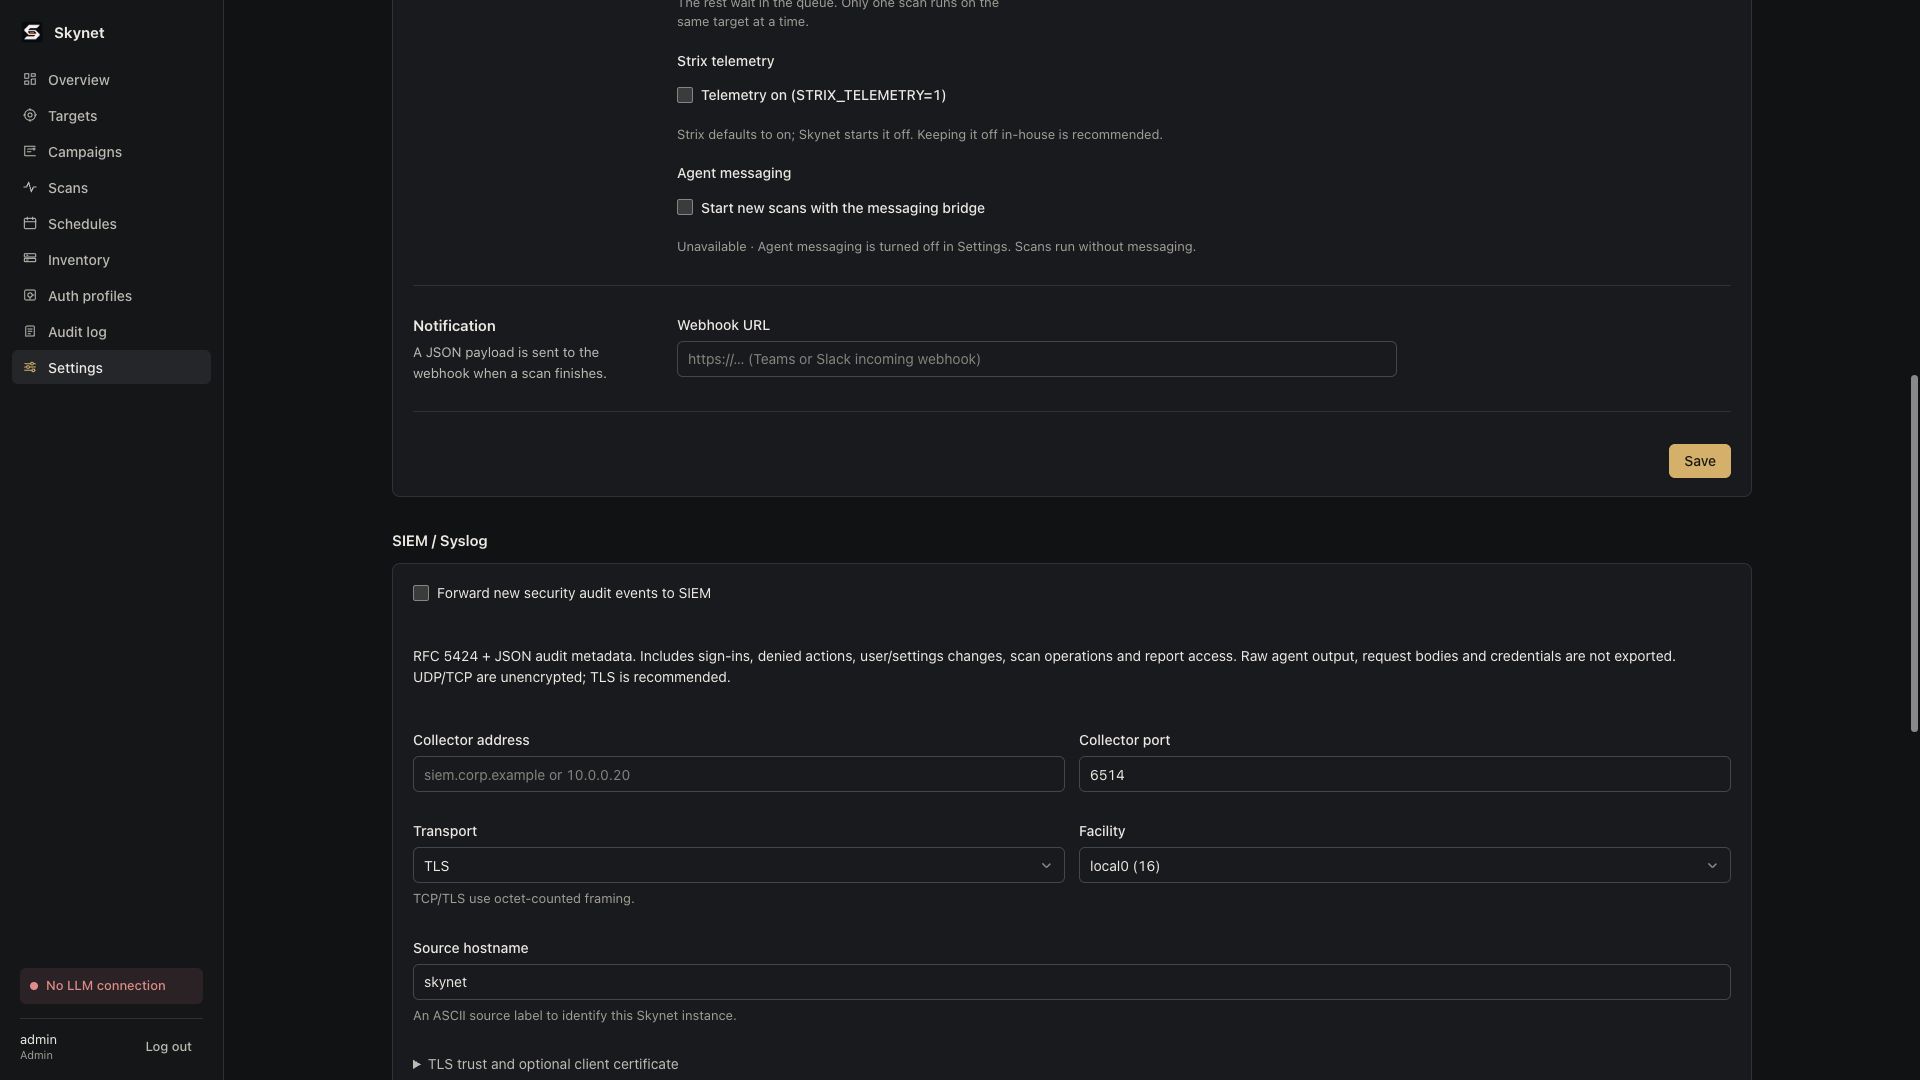 Skynet
Overview
Targets
Campaigns
Scans
Schedules
Inventory
Auth profiles
Audit log
Settings
No LLM connection
admin
Admin
Log out
The rest wait in the queue. Only one scan runs on the
same target at a time.
Strix telemetry
Telemetry on (STRIX_TELEMETRY=1)
Strix defaults to on; Skynet starts it off. Keeping it off in-house is recommended.
Agent messaging
Start new scans with the messaging bridge
Unavailable · Agent messaging is turned off in Settings. Scans run without messaging.
Notification
A JSON payload is sent to the
webhook when a scan finishes.
Webhook URL
https://… (Teams or Slack incoming webhook)
Save
SIEM / Syslog
Forward new security audit events to SIEM
RFC 5424 + JSON audit metadata. Includes sign-ins, denied actions, user/settings changes, scan operations and report access. Raw agent output, request bodies and credentials are not exported.
UDP/TCP are unencrypted; TLS is recommended.
Collector address
siem.corp.example or 10.0.0.20
Collector port
6514
Transport
TLS
TCP/TLS use octet-counted framing.
Facility
local0 (16)
Source hostname
skynet
An ASCII source label to identify this Skynet instance.
TLS trust and optional client certificate